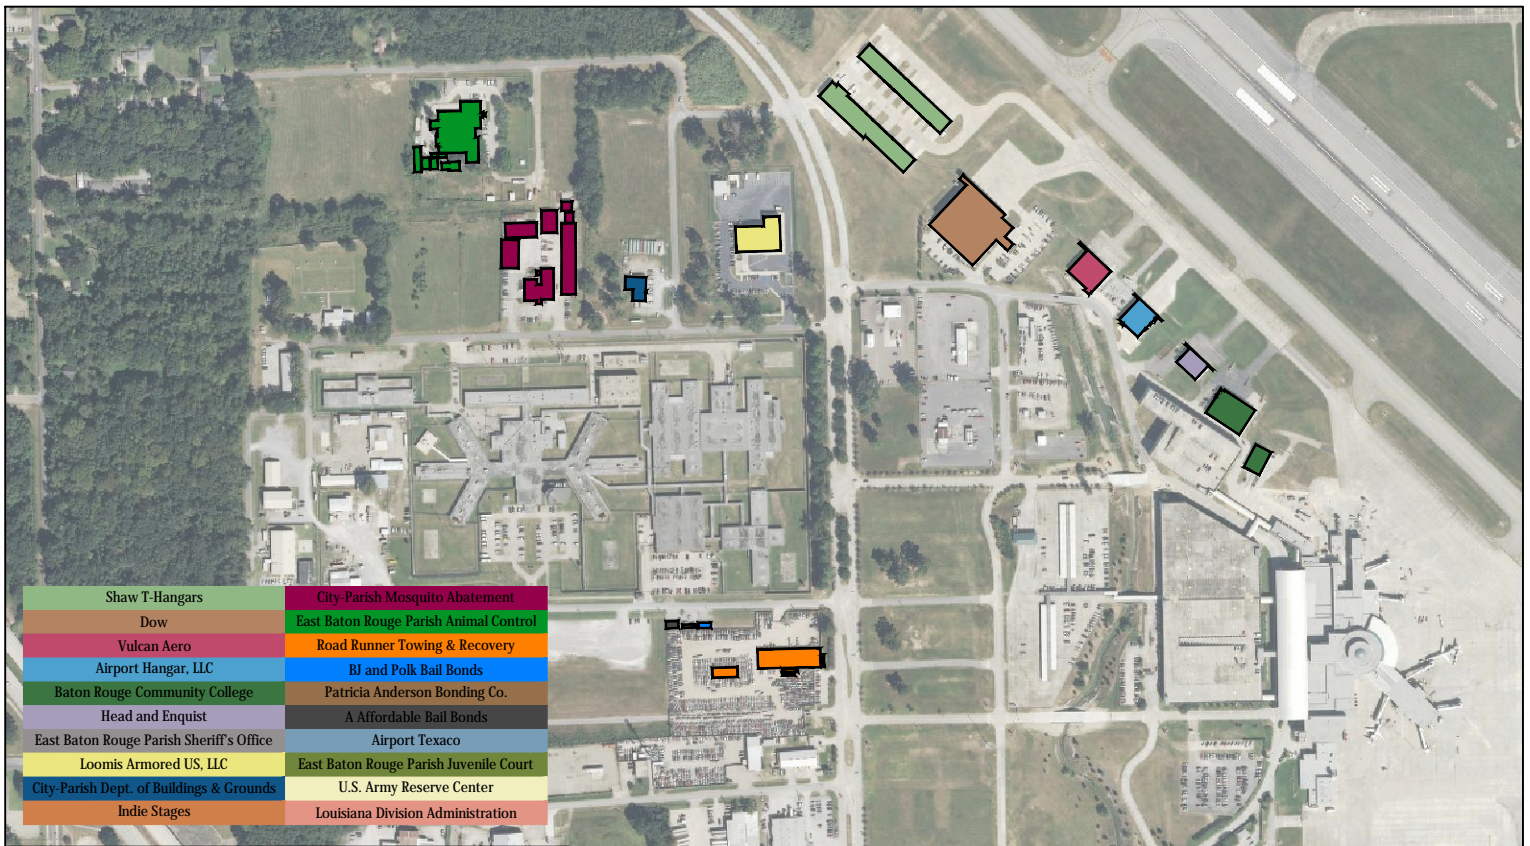 Shaw T-Hangars
City-Parish Mosquito Abatement
Dow
East Baton Rouge Parish Animal Control
Vulcan Aero
Road Runner Towing & Recovery
Airport Hangar, LLC
BJ and Polk Bail Bonds
Baton Rouge Community College
Patricia Anderson Bonding Co.
Head and Enquist
A Affordable Bail Bonds
East Baton Rouge Parish Sheriff's Office
Airport Texaco
Loomis Armored US, LLC
East Baton Rouge Parish Juvenile Court
City-Parish Dept. of Buildings & Grounds
U.S. Army Reserve Center
Indie Stages
Louisiana Division Administration